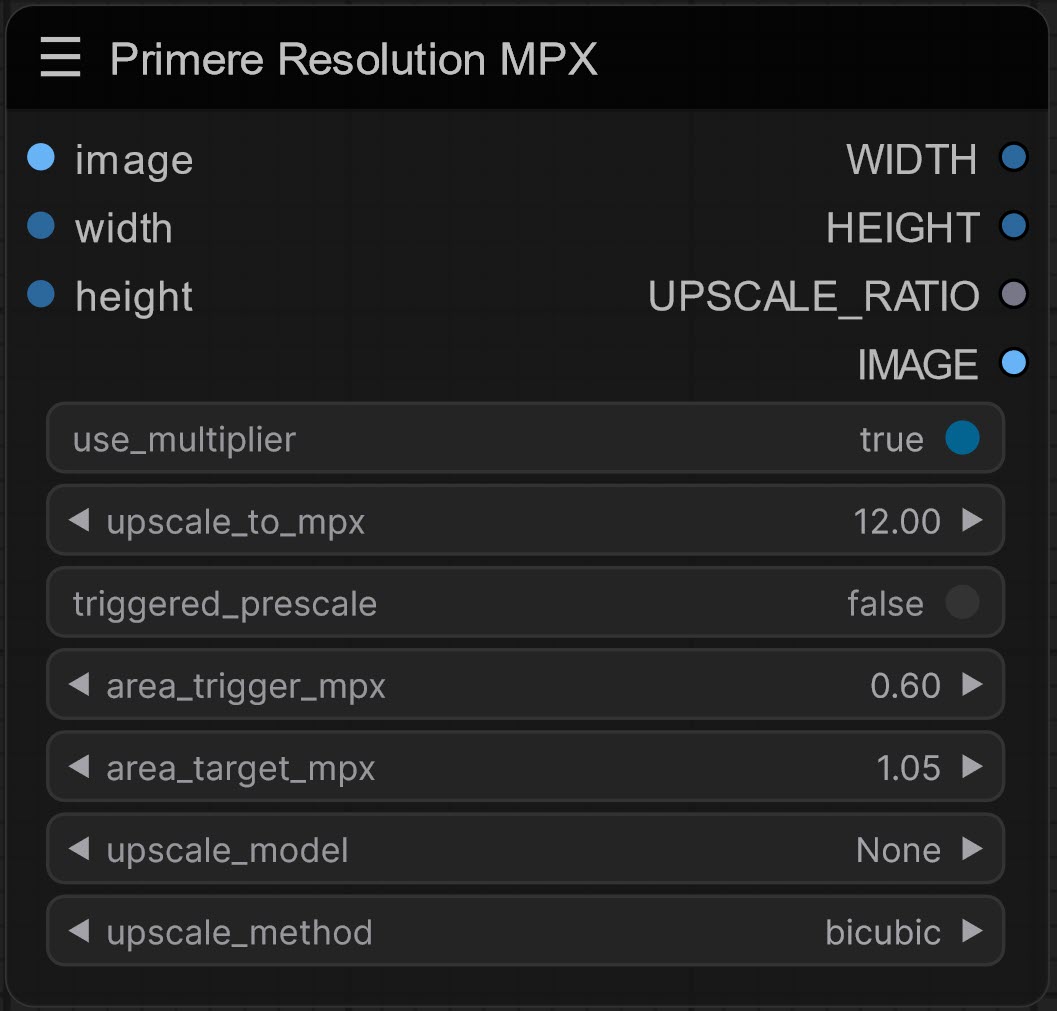 Primere Resolution MPX
image WIDTH
width HEIGHT
height UPSCALE_RATIO
IMAGE
use_multiplier true
upscale_to_mpx 12.00
triggered_prescale false
area_trigger_mpx 0.60
area_target_mpx 1.05
upscale_model None
upscale_method bicubic